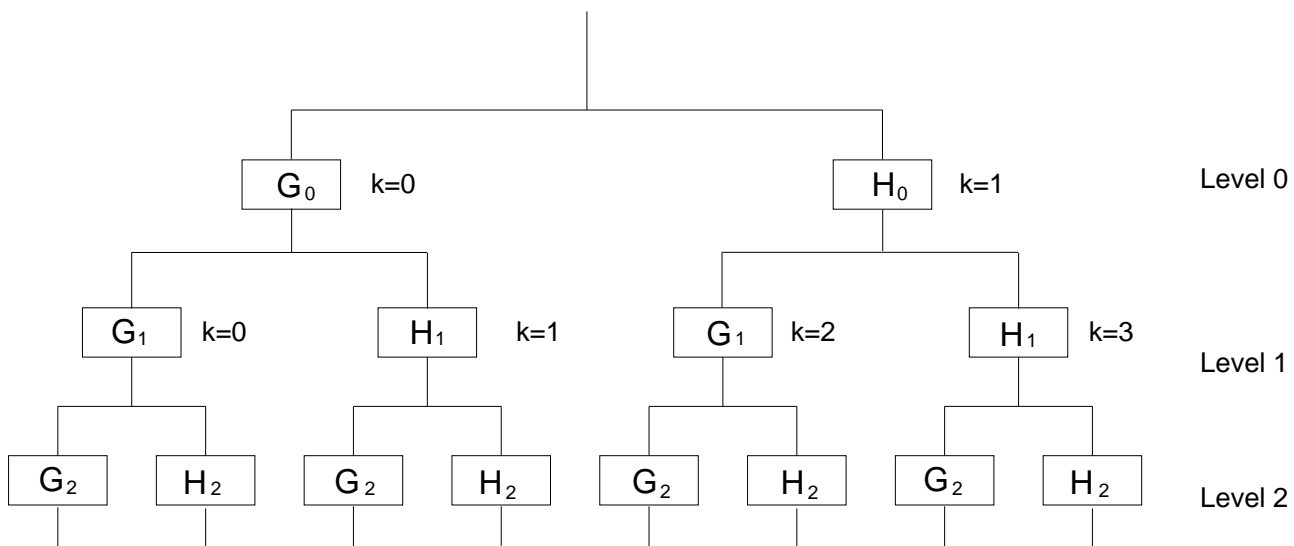 G₀ k=0 H₀ k=1 Level 0
G₁ k=0 H₁ k=1 G₁ k=2 H₁ k=3 Level 1
G₂ H₂ G₂ H₂ G₂ H₂ G₂ H₂ Level 2